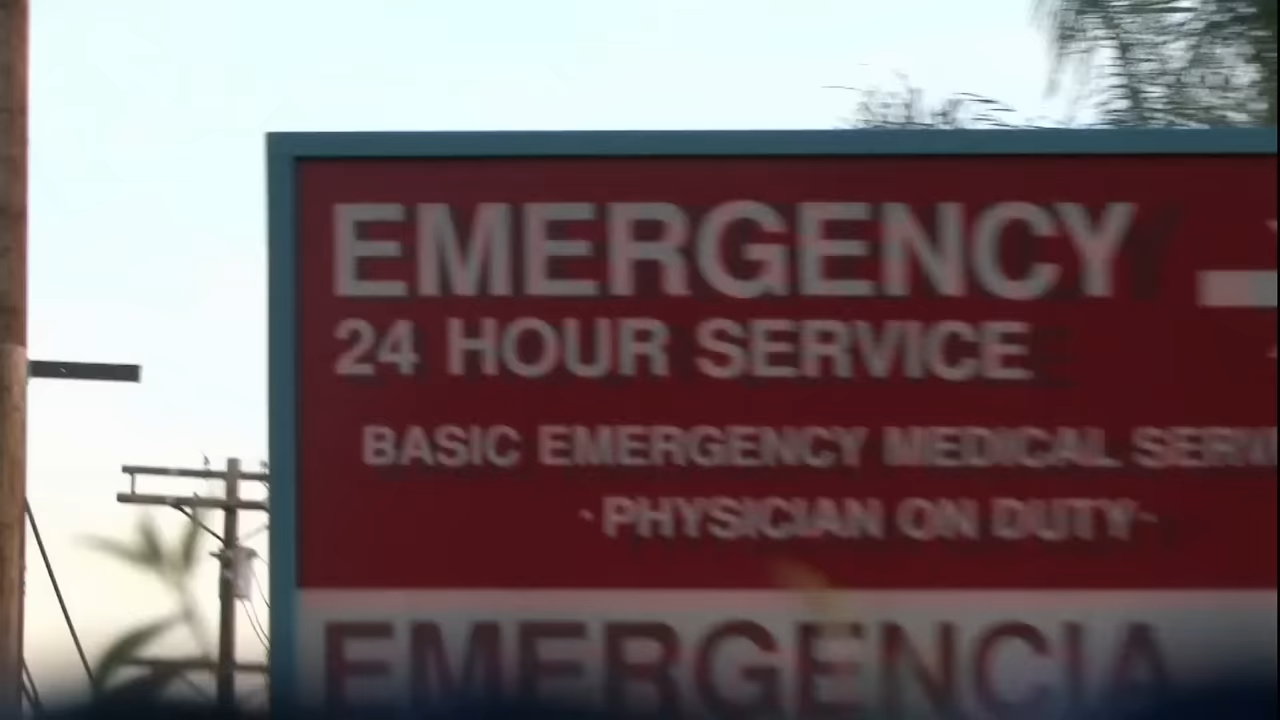 EMERGENCY
24 HOUR SERVICE
BASIC EMERGENCY MEDICAL
-PHYSICIAN ON DUTY-
EMERGENCIA